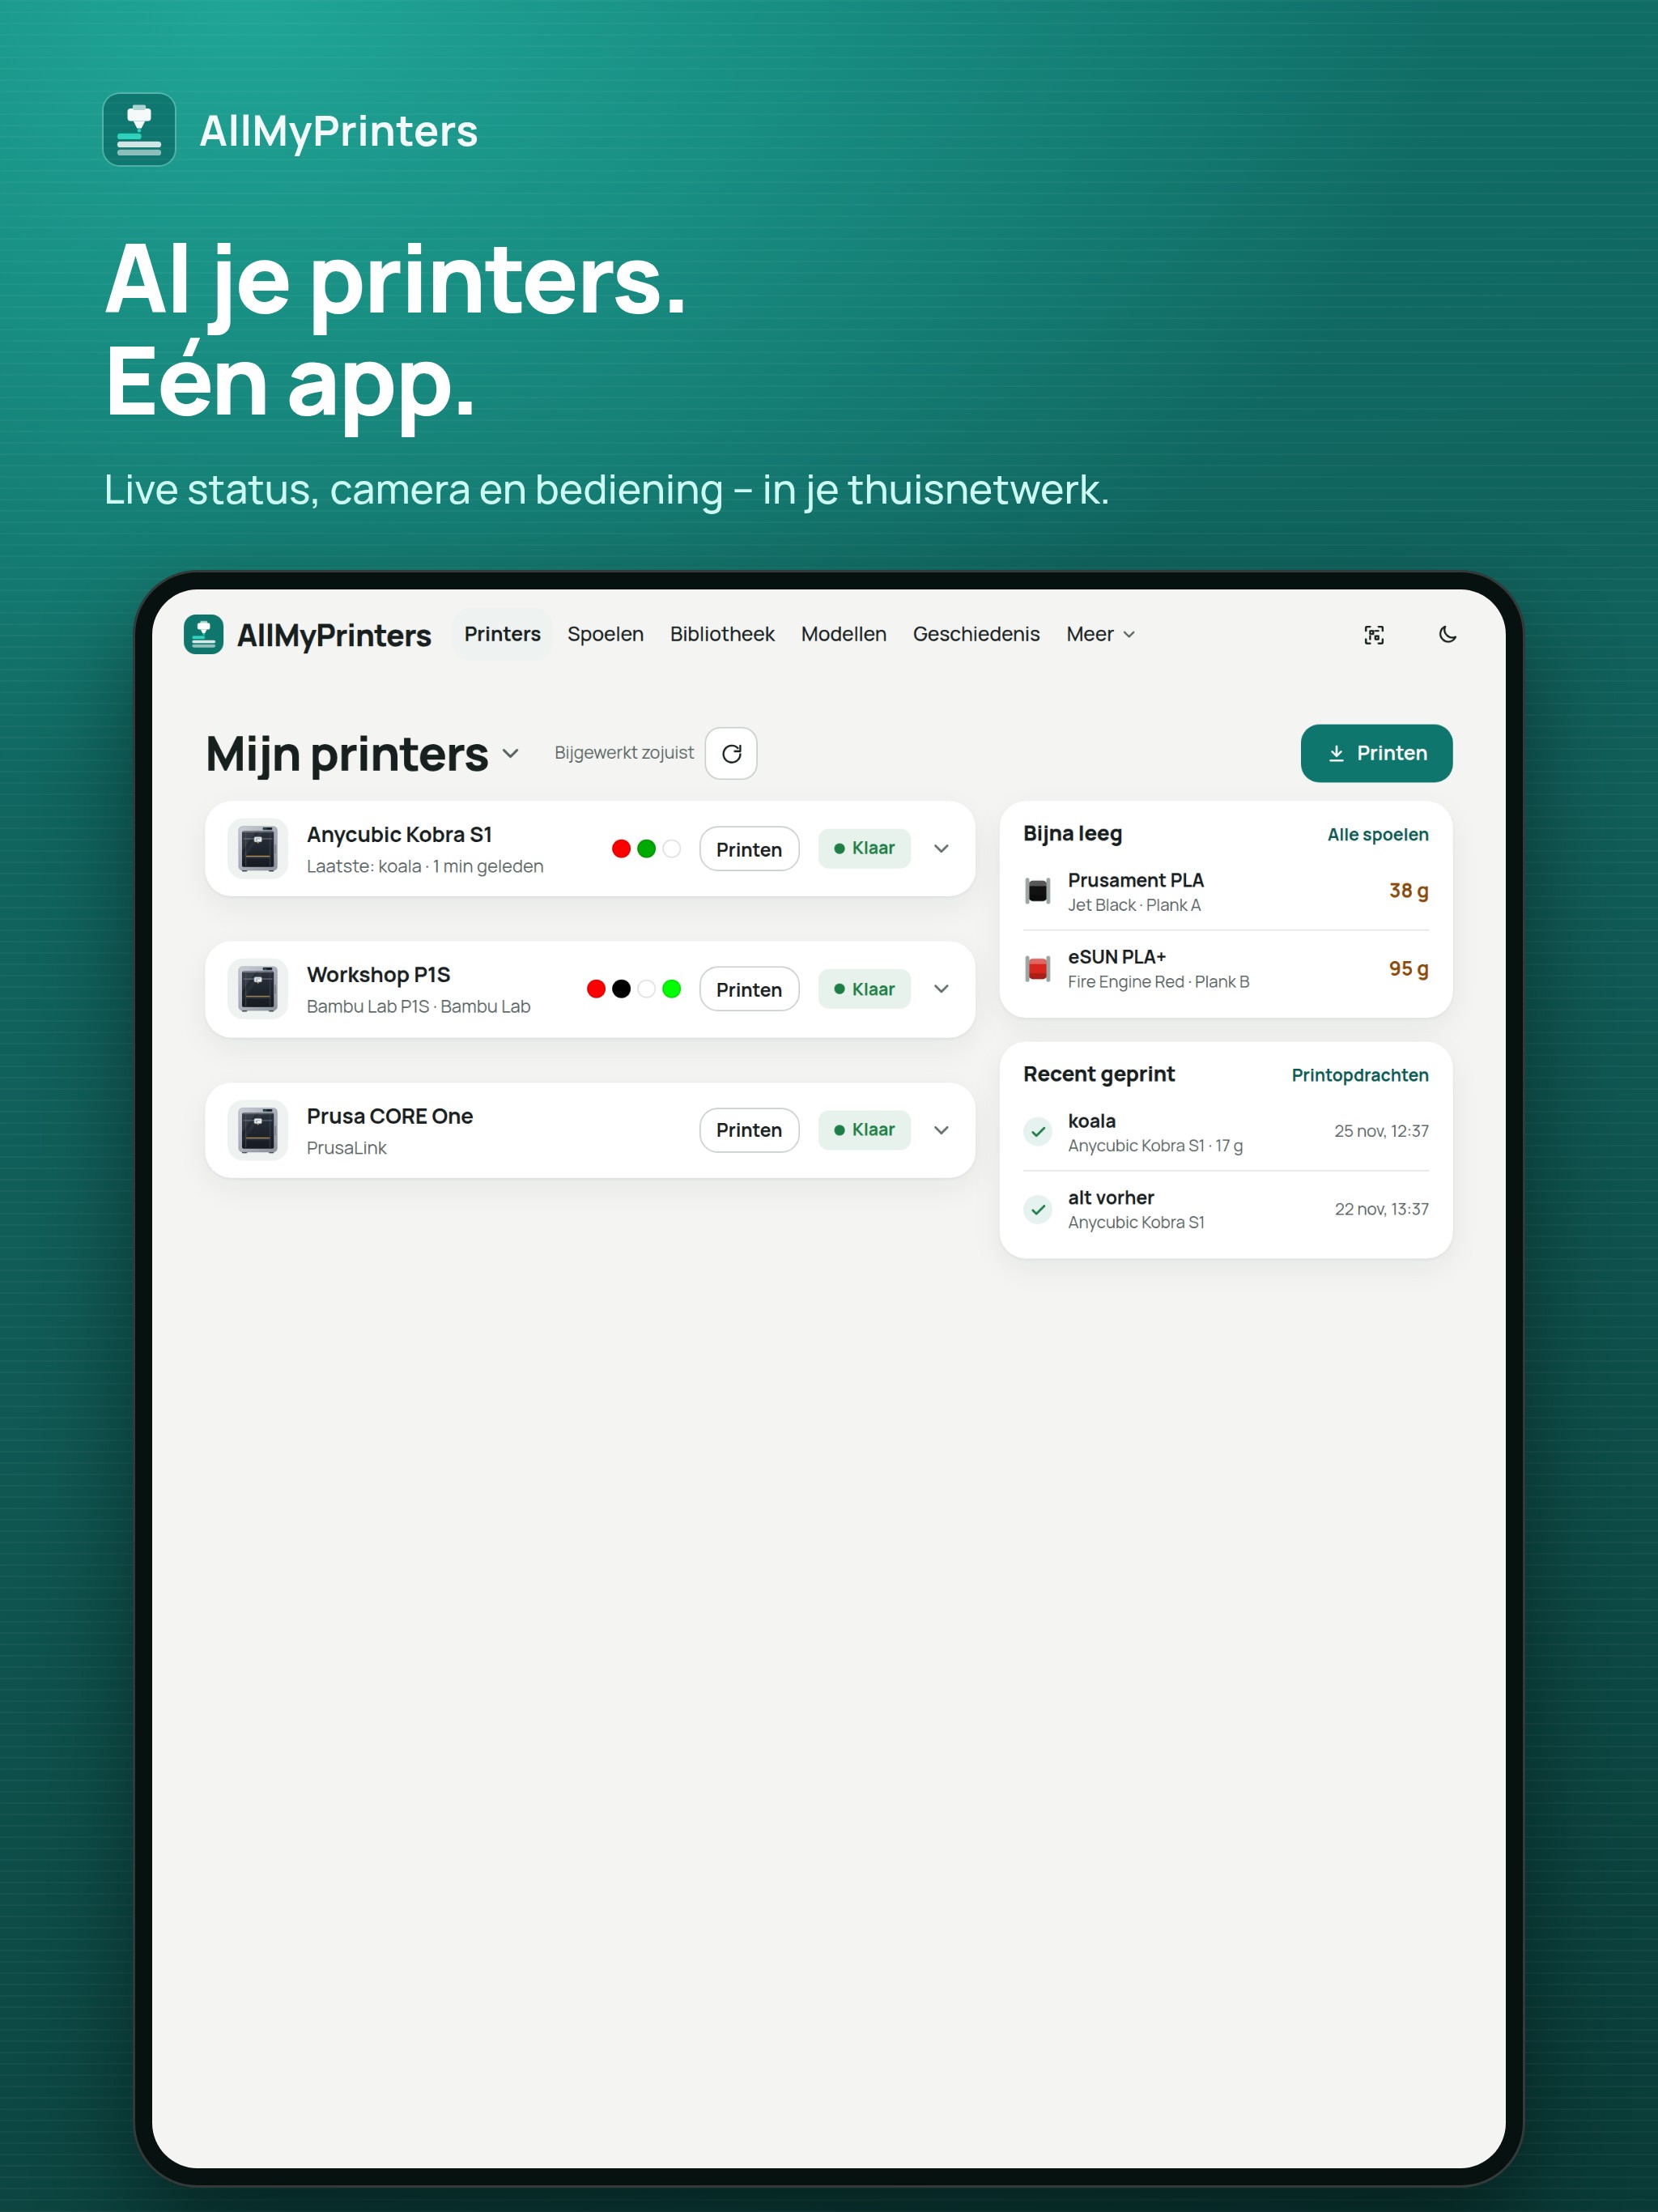 AllMyPrinters
Al je printers.
Eén app.
Live status, camera en bediening – in je thuisnetwerk.
AllMyPrinters Printers Spoelen Bibliotheek Modellen Geschiedenis Meer
Mijn printers Bijgewerkt zojuist Printen
Anycubic Kobra S1 Printen Klaar
Laatste: koala · 1 min geleden
Workshop P1S Printen Klaar
Bambu Lab P1S · Bambu Lab
Prusa CORE One Printen Klaar
PrusaLink
Bijna leeg Alle spoelen
Prusament PLA 38 g
Jet Black · Plank A
eSUN PLA+ 95 g
Fire Engine Red · Plank B
Recent geprint Printopdrachten
koala 25 nov, 12:37
Anycubic Kobra S1 · 17 g
alt vorher 22 nov, 13:37
Anycubic Kobra S1